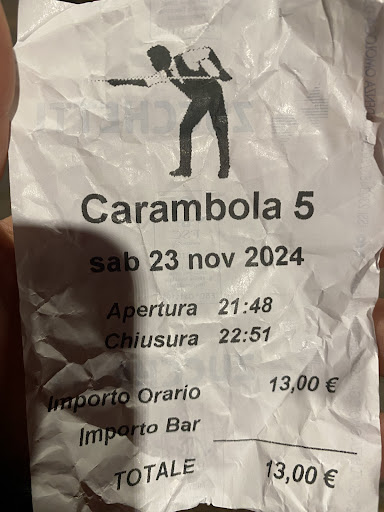 Carambola 5
sab 23 nov 2024
Apertura 21:48
Chiusura 22:51
Importo Orario 13,00 €
Importo Bar
TOTALE 13,00 €